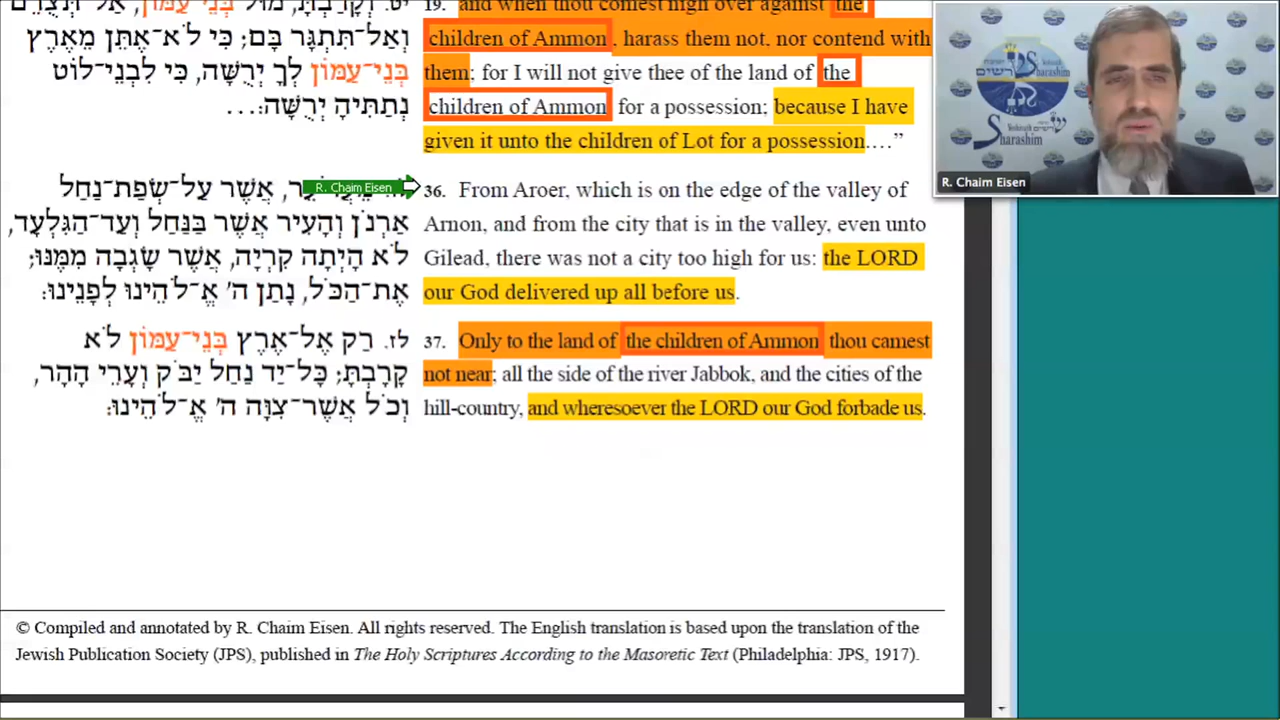 יט. וְקָרַבְתָּ, מוּל בְּנֵי־עַמּוֹן, אַל־תְּצֻרֵם
וְאַל־תִּתְגָּר בָּם; כִּי לֹא־אֶתֵּן מֵאֶרֶץ
בְּנֵי־עַמּוֹן לְךָ יְרֻשָּׁה, כִּי לִבְנֵי־לוֹט
נְתַתִּיהָ יְרֻשָּׁה:…
19. and when thou comest nigh over against the
children of Ammon, harass them not, nor contend with
them; for I will not give thee of the land of the
children of Ammon for a possession; because I have
given it unto the children of Lot for a possession.…”
אֲשֶׁר עַל־שְׂפַת־נַחַל
אַרְנֹן וְהָעִיר אֲשֶׁר בַּנַּחַל וְעַד־הַגִּלְעָד,
לֹא הָיְתָה קִרְיָה, אֲשֶׁר שָׂגְבָה מִמֶּנּוּ;
אֶת־הַכֹּל, נָתַן ה' אֱ־לֹהֵינוּ לְפָנֵינוּ:
R. Chaim Eisen
36. From Aroer, which is on the edge of the valley of
Arnon, and from the city that is in the valley, even unto
Gilead, there was not a city too high for us: the LORD
our God delivered up all before us.
לז. רַק אֶל־אֶרֶץ בְּנֵי־עַמּוֹן לֹא
קָרָבְתָּ; כָּל־יַד נַחַל יַבֹּק וְעָרֵי הָהָר,
וְכֹל אֲשֶׁר־צִוָּה ה' אֱ־לֹהֵינוּ:
37. Only to the land of the children of Ammon thou camest
not near; all the side of the river Jabbok, and the cities of the
hill-country, and wheresoever the LORD our God forbade us.
© Compiled and annotated by R. Chaim Eisen. All rights reserved. The English translation is based upon the translation of the
Jewish Publication Society (JPS), published in The Holy Scriptures According to the Masoretic Text (Philadelphia: JPS, 1917).
Sharashim
Yeshivath
Sharashim
R. Chaim Eisen